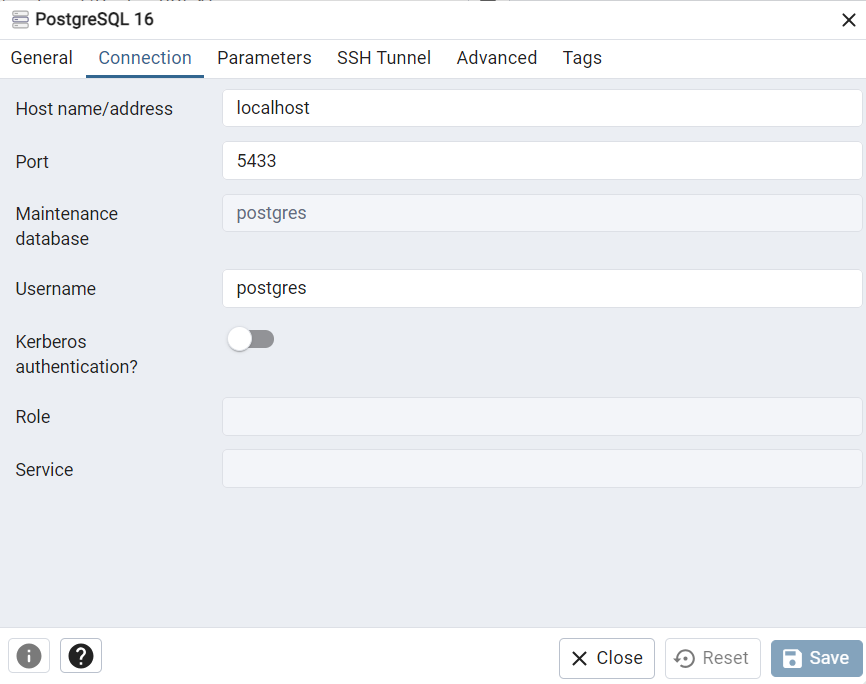 PostgreSQL 16
General Connection Parameters SSH Tunnel Advanced Tags
Host name/address localhost
Port 5433
Maintenance database postgres
Username postgres
Kerberos authentication?
Role
Service
Close Reset Save